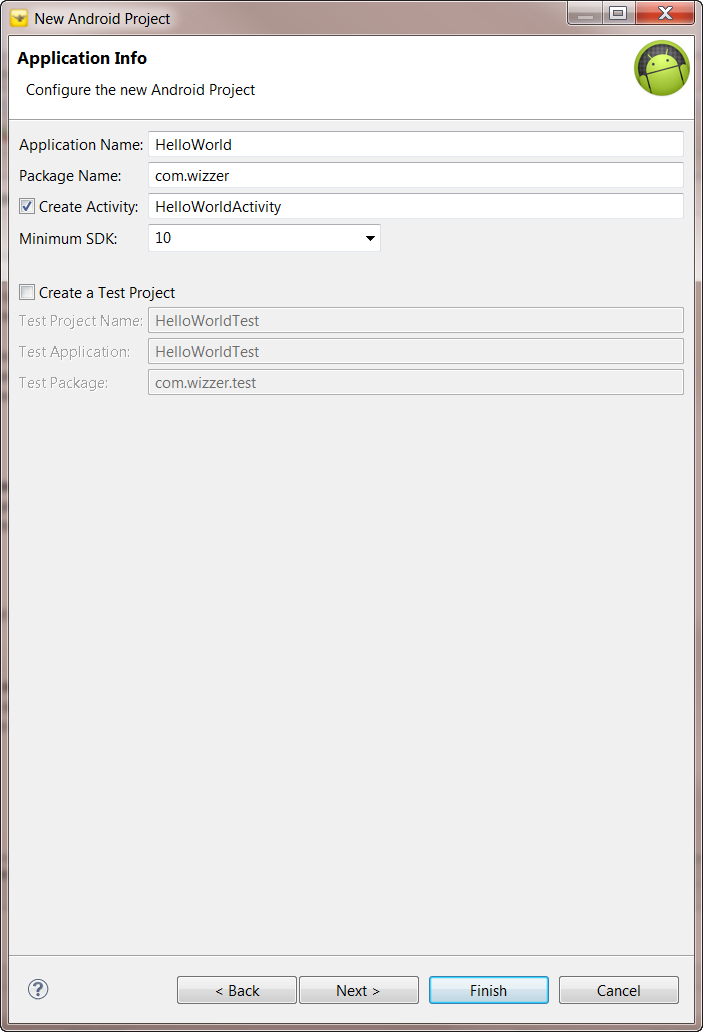 New Android Project
Application Info
Configure the new Android Project
Application Name: HelloWorld
Package Name: com.wizzer
Create Activity: HelloWorldActivity
Minimum SDK: 10
Create a Test Project
Test Project Name: HelloWorldTest
Test Application: HelloWorldTest
Test Package: com.wizzer.test
? < Back Next > Finish Cancel